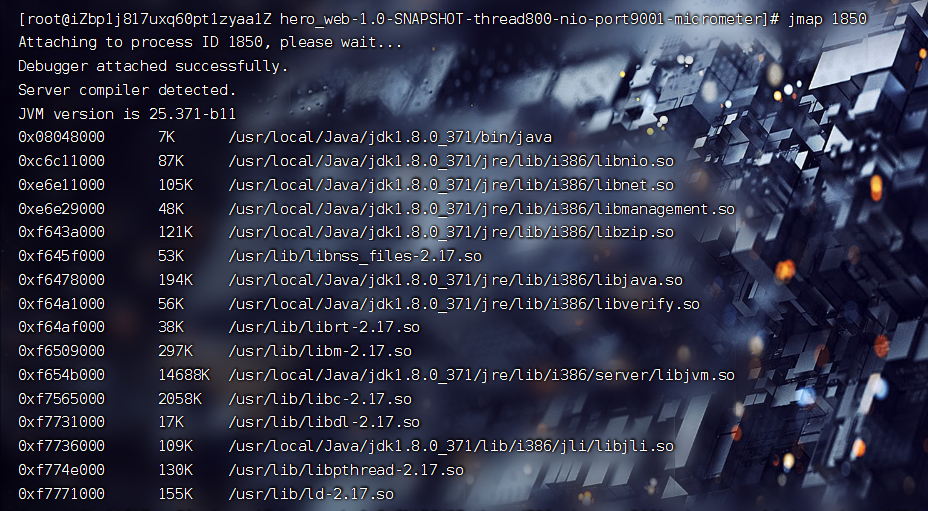 [root@iZbp1j817uxq60pt1zyaa1Z hero_web-1.0-SNAPSHOT-thread800-nio-port9001-micrometer]# jmap 1850
Attaching to process ID 1850, please wait...
Debugger attached successfully.
Server compiler detected.
JVM version is 25.371-b11
0x08048000 7K /usr/local/Java/jdk1.8.0_371/bin/java
0xc6c11000 87K /usr/local/Java/jdk1.8.0_371/jre/lib/i386/libnio.so
0xe6e11000 105K /usr/local/Java/jdk1.8.0_371/jre/lib/i386/libnet.so
0xe6e29000 48K /usr/local/Java/jdk1.8.0_371/jre/lib/i386/libmanagement.so
0xf643a000 121K /usr/local/Java/jdk1.8.0_371/jre/lib/i386/libzip.so
0xf645f000 53K /usr/lib/libnss_files-2.17.so
0xf6478000 194K /usr/local/Java/jdk1.8.0_371/jre/lib/i386/libjava.so
0xf64a1000 56K /usr/local/Java/jdk1.8.0_371/jre/lib/i386/libverify.so
0xf64af000 38K /usr/lib/librt-2.17.so
0xf6509000 297K /usr/lib/libm-2.17.so
0xf654b000 14688K /usr/local/Java/jdk1.8.0_371/jre/lib/i386/server/libjvm.so
0xf7565000 2058K /usr/lib/libc-2.17.so
0xf7731000 17K /usr/lib/libdl-2.17.so
0xf7736000 109K /usr/local/Java/jdk1.8.0_371/lib/i386/jli/libjli.so
0xf774e000 130K /usr/lib/libpthread-2.17.so
0xf7771000 155K /usr/lib/ld-2.17.so